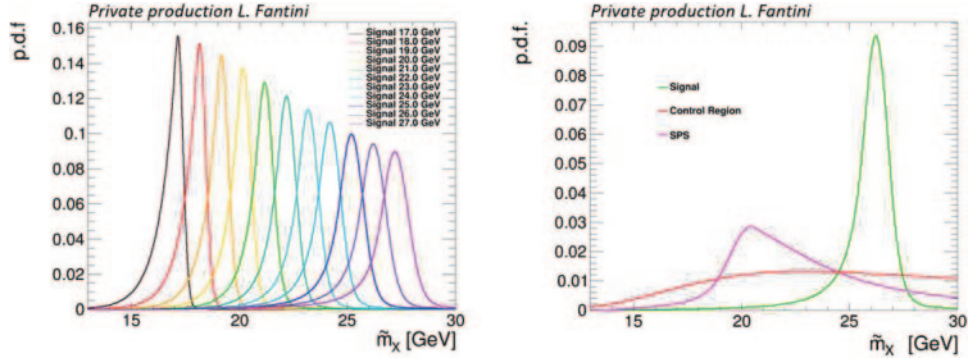 Private production L. Fantini
p.d.f
0.16
0.14
0.12
0.1
0.08
0.06
0.04
0.02
0
Signal 17.0 GeV
Signal 18.0 GeV
Signal 19.0 GeV
Signal 20.0 GeV
Signal 21.0 GeV
Signal 22.0 GeV
Signal 23.0 GeV
Signal 24.0 GeV
Signal 25.0 GeV
Signal 26.0 GeV
Signal 27.0 GeV
15 20 25 30
m̃X [GeV]
Private production L. Fantini
p.d.f.
0.09
0.08
0.07
0.06
0.05
0.04
0.03
0.02
0.01
0
Signal
Control Region
SPS
15 20 25 30
m̃X [GeV]